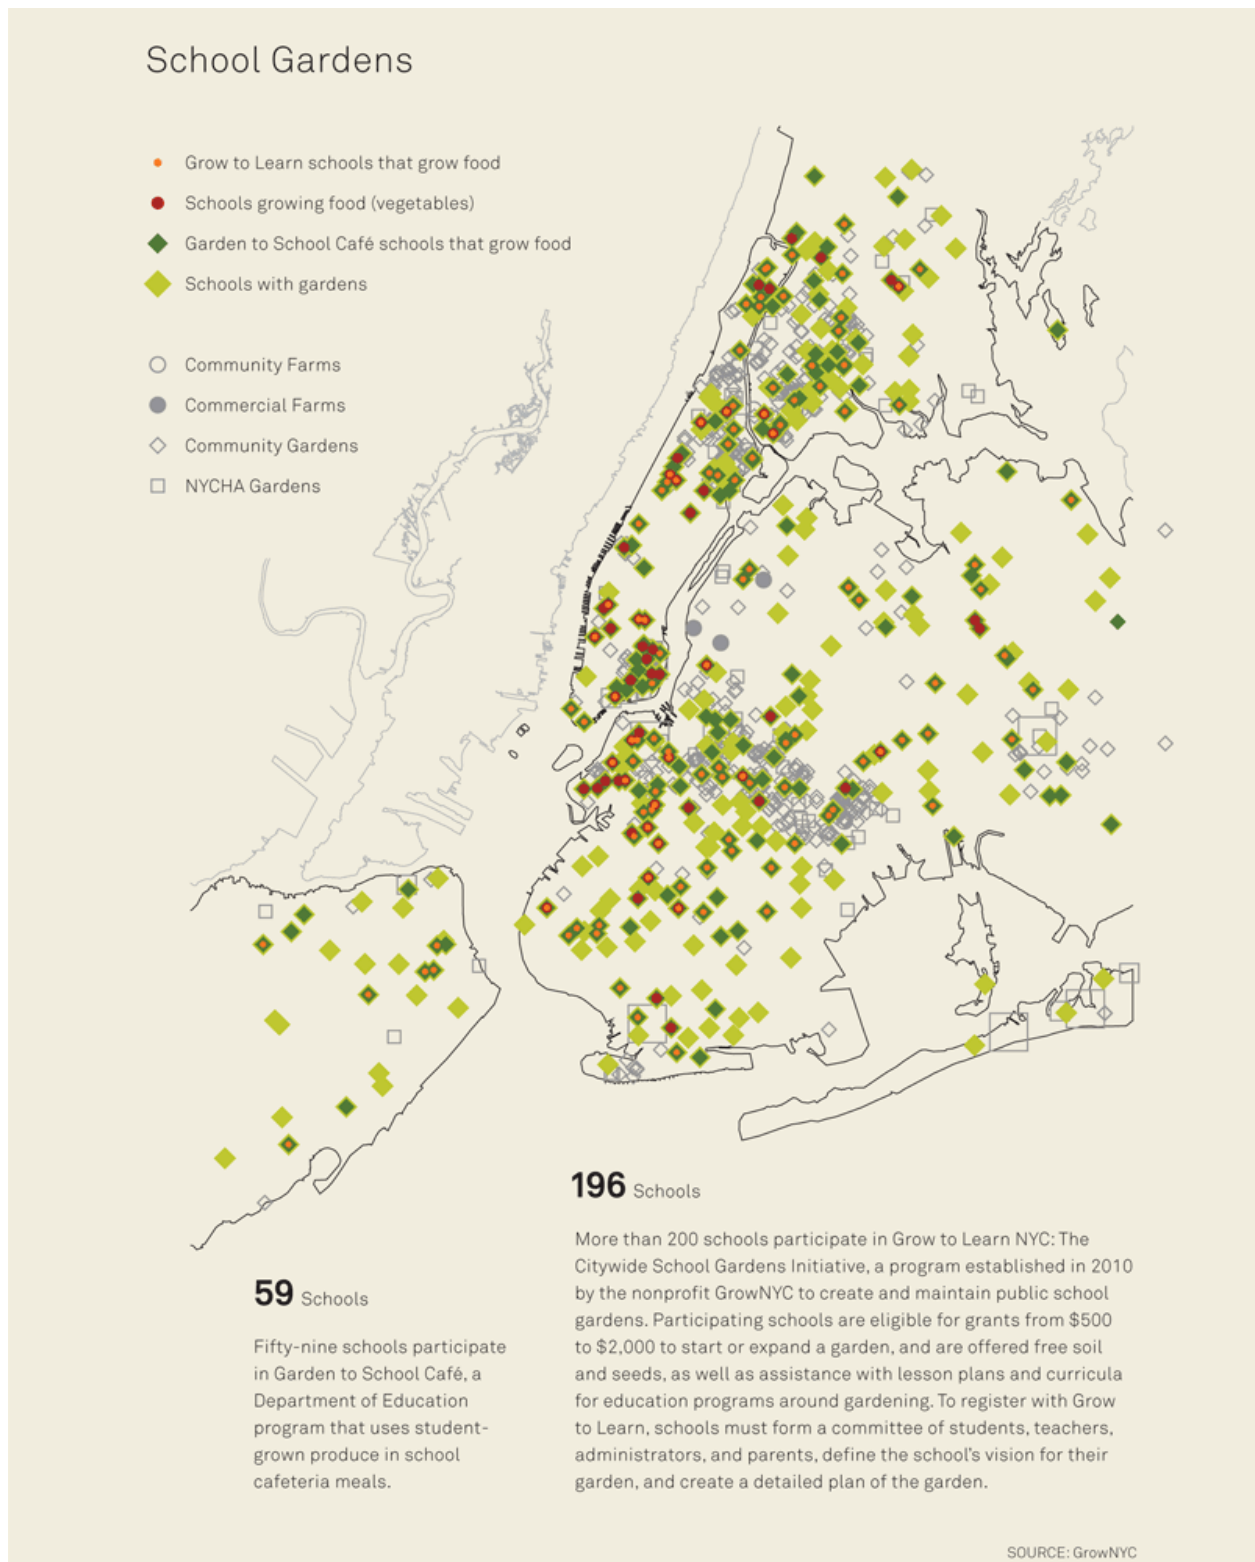 School Gardens
Grow to Learn schools that grow food
Schools growing food (vegetables)
Garden to School Café schools that grow food
Schools with gardens
Community Farms
Commercial Farms
Community Gardens
NYCHA Gardens
196 Schools
More than 200 schools participate in Grow to Learn NYC: The
Citywide School Gardens Initiative, a program established in 2010
by the nonprofit GrowNYC to create and maintain public school
gardens. Participating schools are eligible for grants from $500
to $2,000 to start or expand a garden, and are offered free soil
and seeds, as well as assistance with lesson plans and curricula
for education programs around gardening. To register with Grow
to Learn, schools must form a committee of students, teachers,
administrators, and parents, define the school’s vision for their
garden, and create a detailed plan of the garden.
59 Schools
Fifty-nine schools participate
in Garden to School Café, a
Department of Education
program that uses student-
grown produce in school
cafeteria meals.
SOURCE: GrowNYC